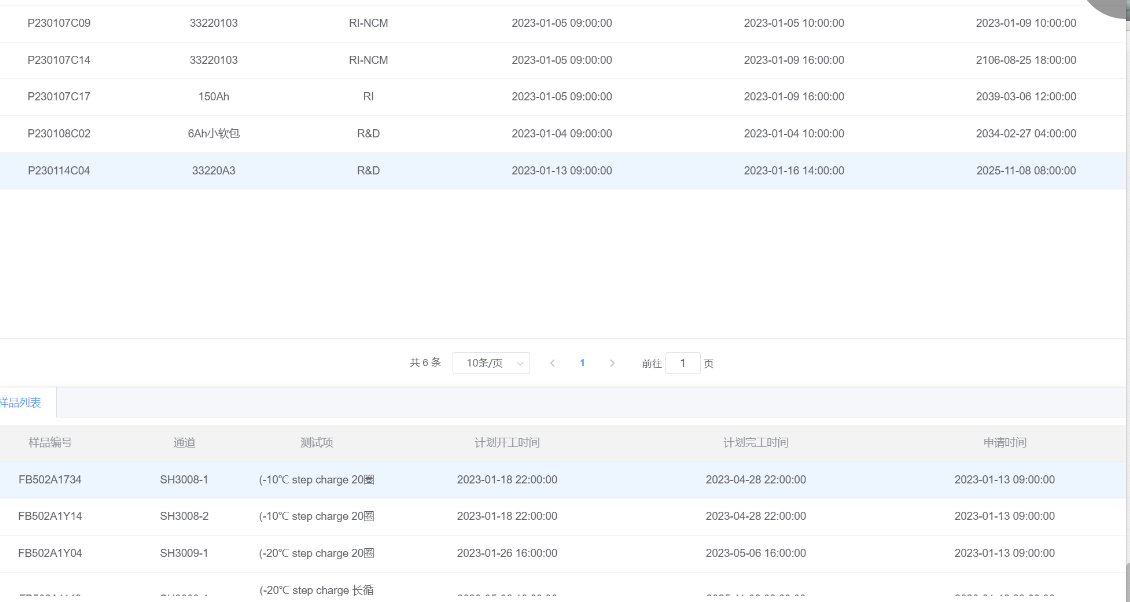 P230107C09 33220103 RI-NCM 2023-01-05 09:00:00 2023-01-05 10:00:00 2023-01-09 10:00:00
P230107C14 33220103 RI-NCM 2023-01-05 09:00:00 2023-01-09 16:00:00 2106-08-25 18:00:00
P230107C17 150Ah RI 2023-01-05 09:00:00 2023-01-09 16:00:00 2039-03-06 12:00:00
P230108C02 6Ah小软包 R&D 2023-01-04 09:00:00 2023-01-04 10:00:00 2034-02-27 04:00:00
P230114C04 33220A3 R&D 2023-01-13 09:00:00 2023-01-16 14:00:00 2025-11-08 08:00:00
共 6 条 10条/页 1 前往 1 页
样品列表
样品编号 通道 测试项 计划开工时间 计划完工时间 申请时间
FB502A1734 SH3008-1 (-10℃ step charge 20圈 2023-01-18 22:00:00 2023-04-28 22:00:00 2023-01-13 09:00:00
FB502A1Y14 SH3008-2 (-10℃ step charge 20圈 2023-01-18 22:00:00 2023-04-28 22:00:00 2023-01-13 09:00:00
FB502A1Y04 SH3009-1 (-20℃ step charge 20圈 2023-01-26 16:00:00 2023-05-06 16:00:00 2023-01-13 09:00:00
(-20℃ step charge 长循